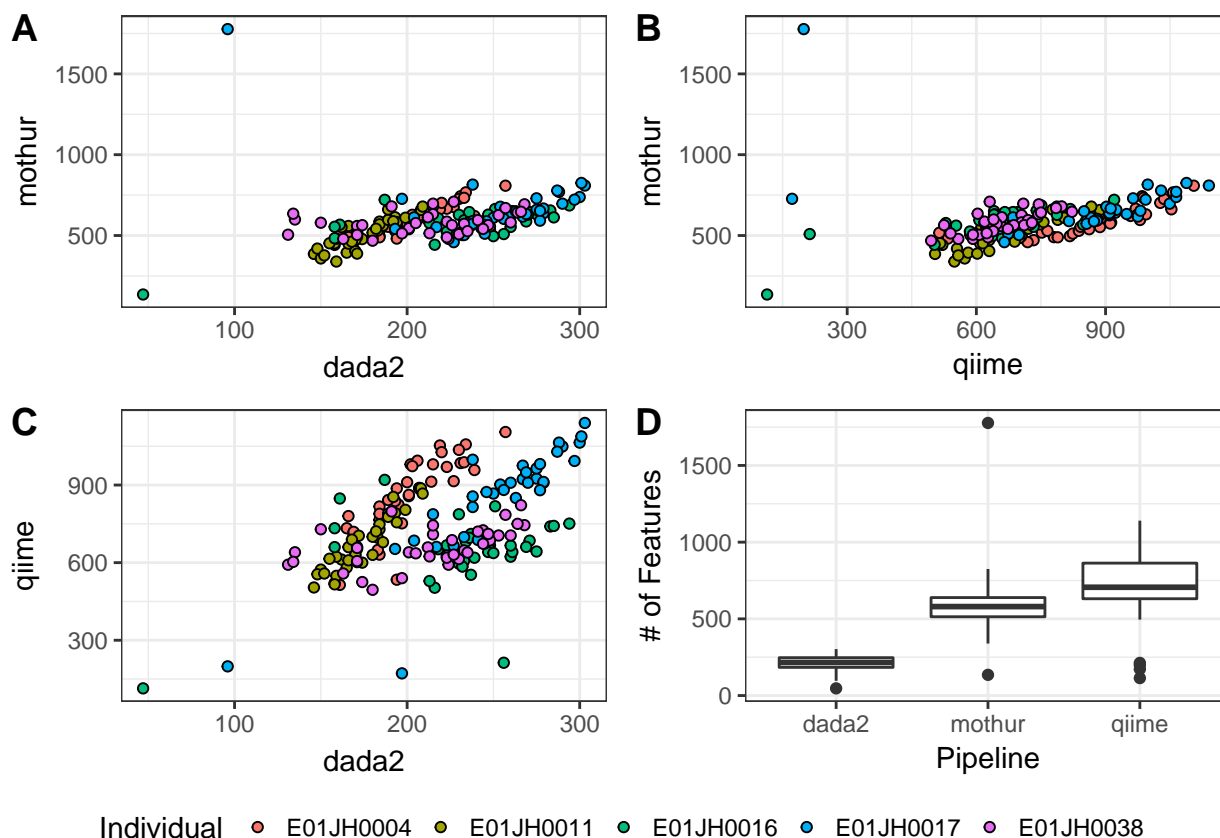 A
mothur
1500
1000
500
100 200 300
dada2
B
mothur
1500
1000
500
300 600 900
qiime
C
qiime
900
600
300
100 200 300
dada2
D
# of Features
1500
1000
500
0
dada2 mothur qiime
Pipeline
Individual E01JH0004 E01JH0011 E01JH0016 E01JH0017 E01JH0038